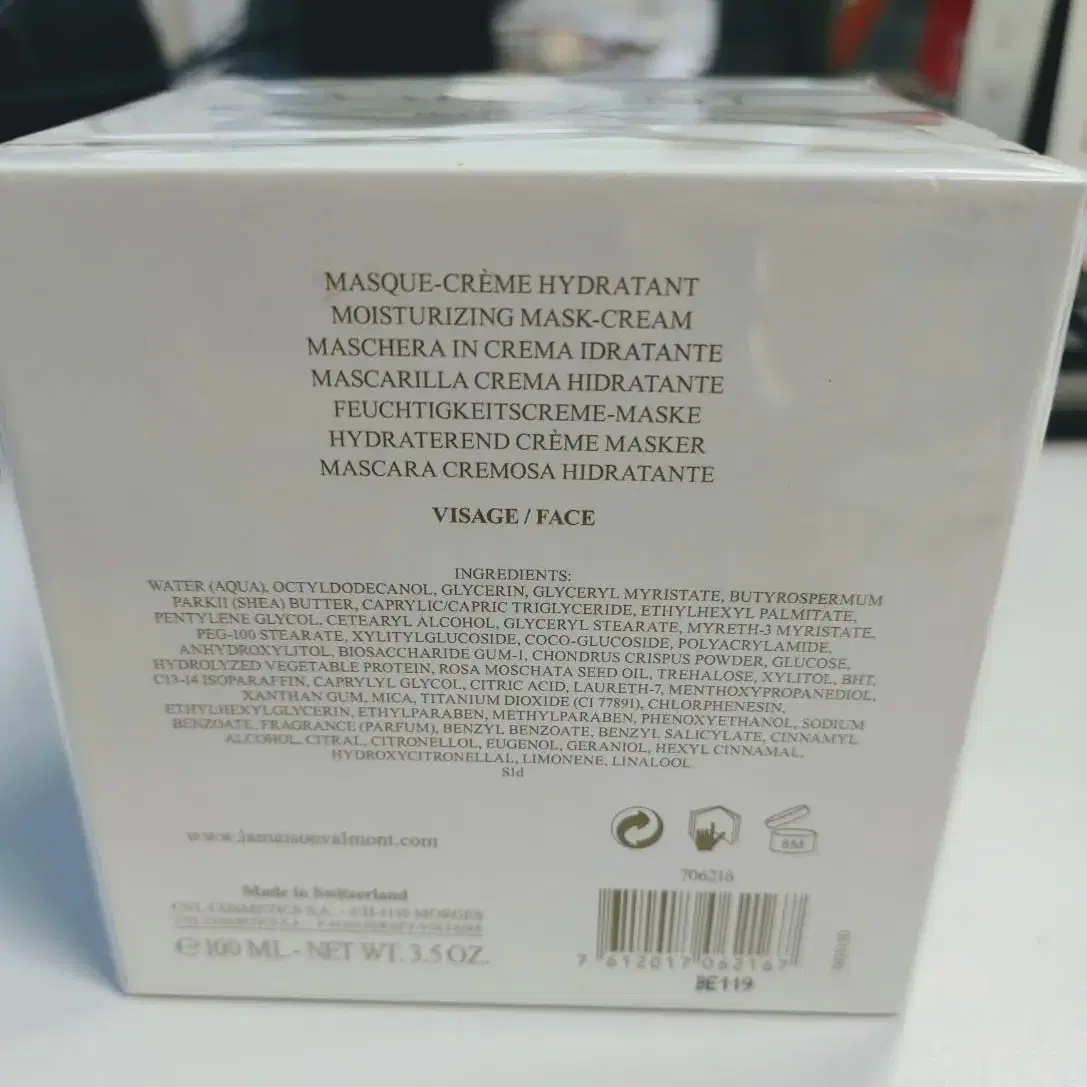 MASQUE-CRÈME HYDRATANT
MOISTURIZING MASK-CREAM
MASCHERA IN CREMA IDRATANTE
MASCARILLA CREMA HIDRATANTE
FEUCHTIGKEITSCREME-MASKE
HYDRATEREND CRÈME MASKER
MASCARA CREMOSA HIDRATANTE
VISAGE / FACE
INGREDIENTS:
WATER (AQUA), OCTYLDODECANOL, GLYCERIN, GLYCERYL MYRISTATE, BUTYROSPERMUM
PARKII (SHEA) BUTTER, CAPRYLIC/CAPRIC TRIGLYCERIDE, ETHYLHEXYL PALMITATE,
PENTYLENE GLYCOL, CETEARYL ALCOHOL, GLYCERYL STEARATE, MYRETH-3 MYRISTATE,
PEG-100 STEARATE, XYLITYLGLUCOSIDE, COCO-GLUCOSIDE, POLYACRYLAMIDE,
ANHYDROXYLITOL, BIOSACCHARIDE GUM-1, CHONDRUS CRISPUS POWDER, GLUCOSE,
HYDROLYZED VEGETABLE PROTEIN, ROSA MOSCHATA SEED OIL, TREHALOSE, XYLITOL, BHT,
C13-14 ISOPARAFFIN, CAPRYLYL GLYCOL, CITRIC ACID, LAURETH-7, MENTHOXYPROPANEDIOL,
XANTHAN GUM, MICA, TITANIUM DIOXIDE (CI 77891), CHLORPHENESIN,
ETHYLHEXYLGLYCERIN, ETHYLPARABEN, METHYLPARABEN, PHENOXYETHANOL, SODIUM
BENZOATE, FRAGRANCE (PARFUM), BENZYL BENZOATE, BENZYL SALICYLATE, CINNAMYL
ALCOHOL, CITRAL, CITRONELLOL, EUGENOL, GERANIOL, HEXYL CINNAMAL,
HYDROXYCITRONELLAL, LIMONENE, LINALOOL
S1d
8M
www.lamaisonvalmont.com
706216
Made in Switzerland
CVL COSMETICS S.A. - CH-1110 MORGES
CVL COSMETICS S.A.
℮ 100 ML - NET WT. 3.5 OZ.
7 612017 062167
BE119